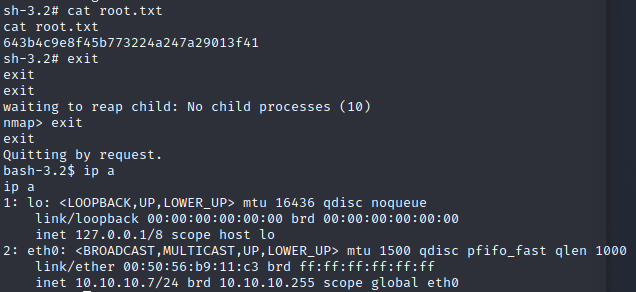 sh-3.2# cat root.txt
cat root.txt
643b4c9e8f45b773224a247a29013f41
sh-3.2# exit
exit
exit
waiting to reap child: No child processes (10)
nmap> exit
exit
Quitting by request.
bash-3.2$ ip a
ip a
1: lo: <LOOPBACK,UP,LOWER_UP> mtu 16436 qdisc noqueue
    link/loopback 00:00:00:00:00:00 brd 00:00:00:00:00:00
    inet 127.0.0.1/8 scope host lo
2: eth0: <BROADCAST,MULTICAST,UP,LOWER_UP> mtu 1500 qdisc pfifo_fast qlen 1000
    link/ether 00:50:56:b9:11:c3 brd ff:ff:ff:ff:ff:ff
    inet 10.10.10.7/24 brd 10.10.10.255 scope global eth0